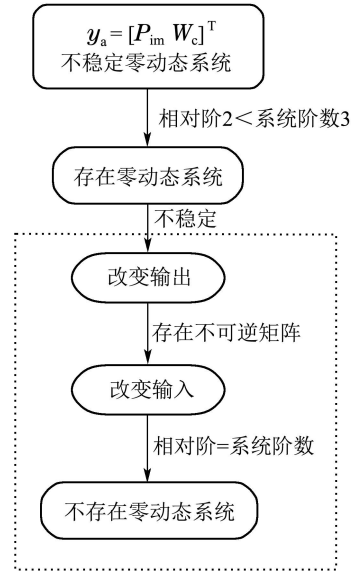 yₐ = [P_im W_c]^T
不稳定零动态系统
相对阶2＜系统阶数3
存在零动态系统
不稳定
改变输出
存在不可逆矩阵
改变输入
相对阶=系统阶数
不存在零动态系统